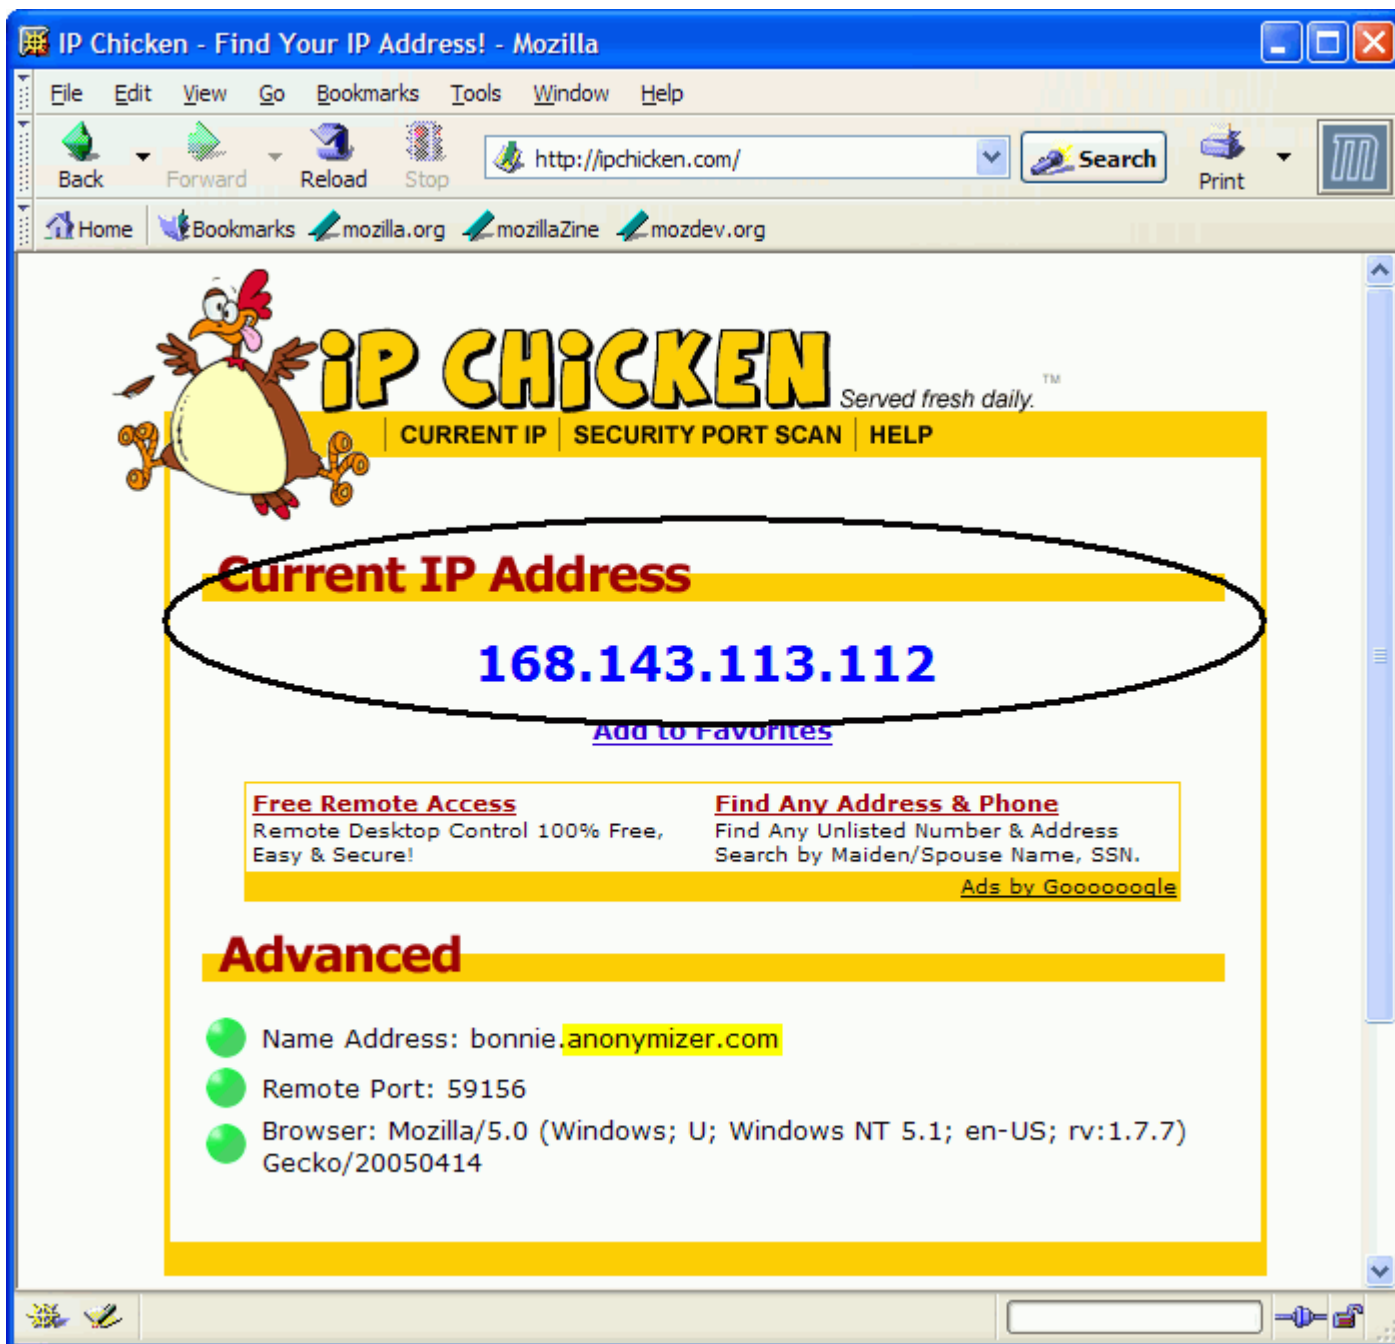 IP Chicken - Find Your IP Address! - Mozilla
File Edit View Go Bookmarks Tools Window Help
Back Forward Reload Stop http://ipchicken.com/ Search Print
Home Bookmarks mozilla.org mozillaZine mozdev.org
iP CHiCKEN Served fresh daily. TM
CURRENT IP SECURITY PORT SCAN HELP
Current IP Address
168.143.113.112
Add to Favorites
Free Remote Access
Remote Desktop Control 100% Free,
Easy & Secure!
Find Any Address & Phone
Find Any Unlisted Number & Address
Search by Maiden/Spouse Name, SSN.
Ads by Goooooogle
Advanced
Name Address: bonnie.anonymizer.com
Remote Port: 59156
Browser: Mozilla/5.0 (Windows; U; Windows NT 5.1; en-US; rv:1.7.7)
Gecko/20050414